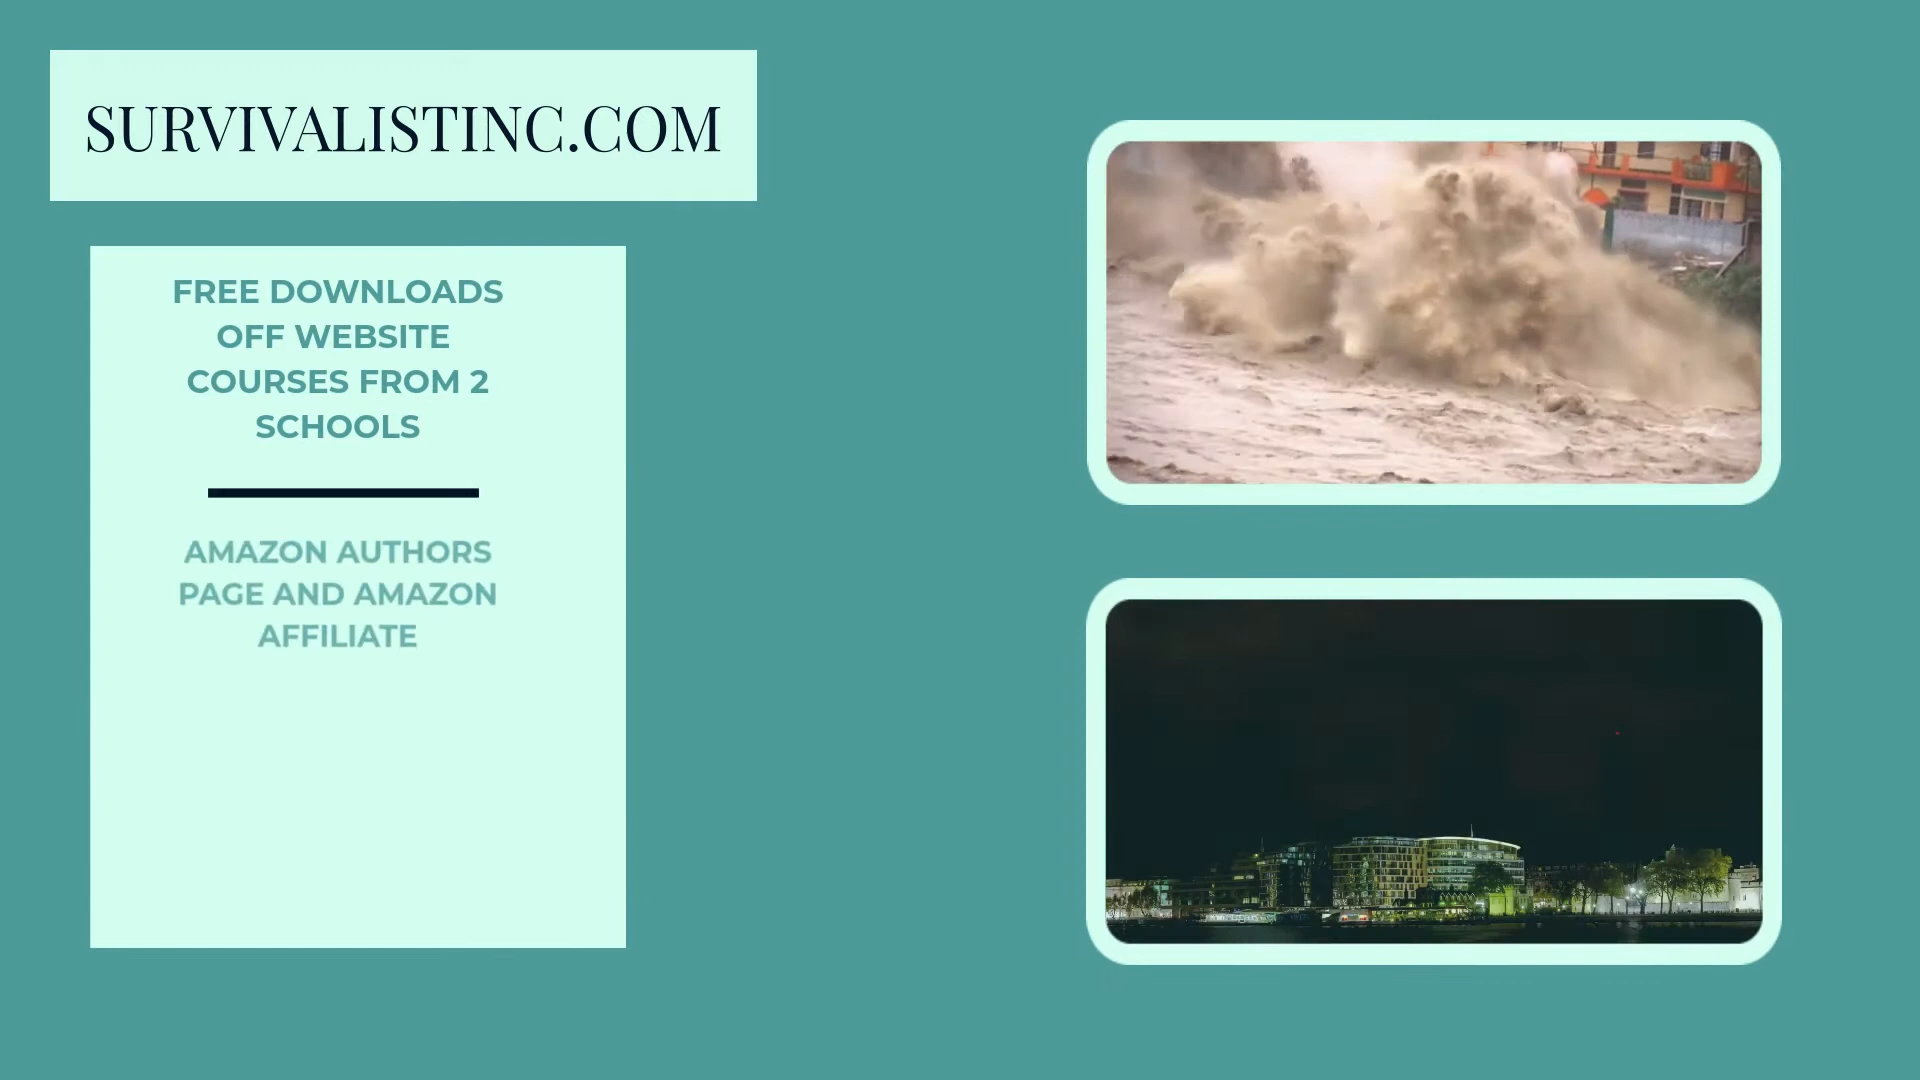 SURVIVALISTINC.COM
FREE DOWNLOADS
OFF WEBSITE
COURSES FROM 2
SCHOOLS
AMAZON AUTHORS
PAGE AND AMAZON
AFFILIATE